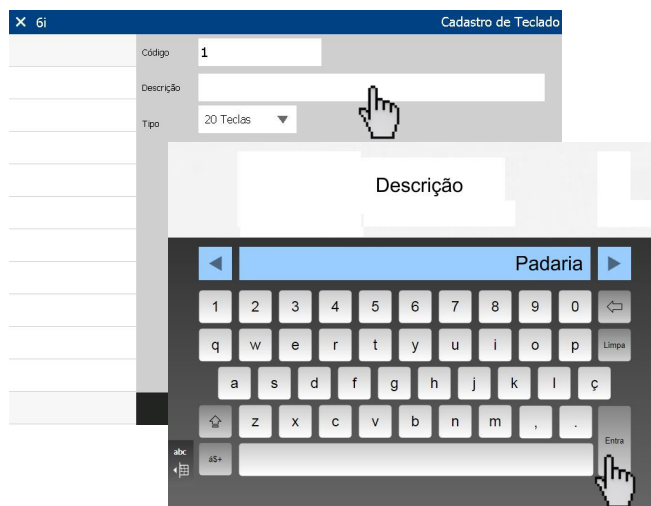 6i Cadastro de Teclado
Código 1
Descrição
Tipo 20 Teclas
Descrição
Padaria
1 2 3 4 5 6 7 8 9 0
q w e r t y u i o p Limpa
a s d f g h j k l ç
z x c v b n m , .
Entra
abc
áS+